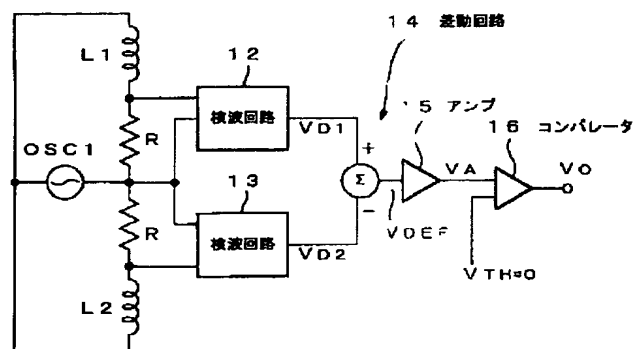 14 差動回路
L1
12
検波回路
VD1
15 アンプ
16 コンパレータ
OSC1
R
+
Σ
−
VA
VO
13
R
検波回路
VD2
VDEF
VTH=0
L2